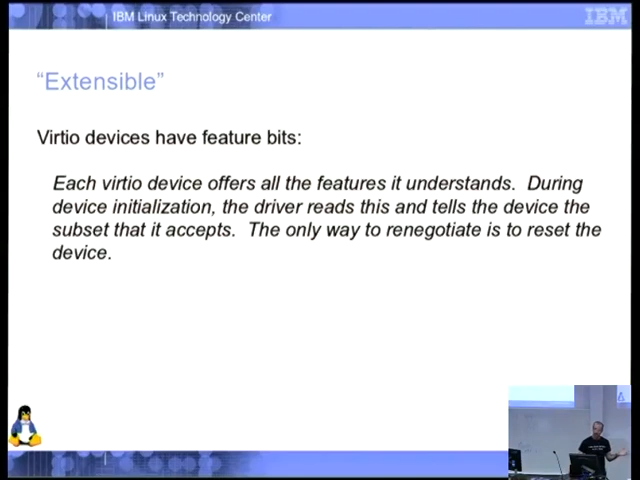 IBM Linux Technology Center
IBM
“Extensible”
Virtio devices have feature bits:
Each virtio device offers all the features it understands. During
device initialization, the driver reads this and tells the device the
subset that it accepts. The only way to renegotiate is to reset the
device.